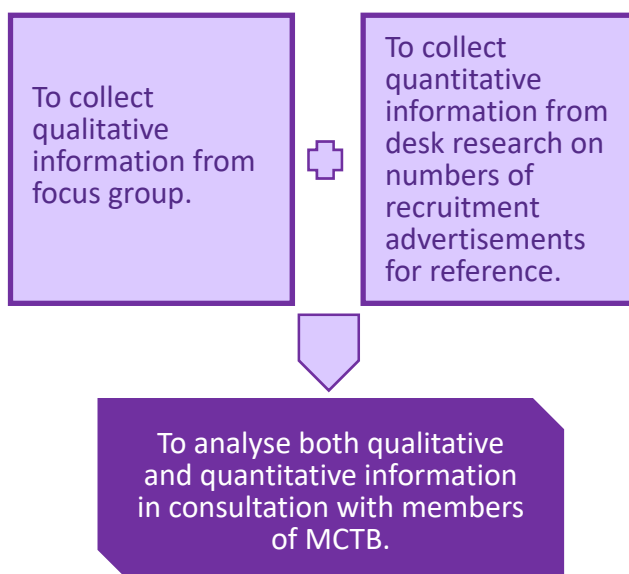 To collect
qualitative
information from
focus group.
To collect
quantitative
information from
desk research on
numbers of
recruitment
advertisements
for reference.
To analyse both qualitative
and quantitative information
in consultation with members
of MCTB.